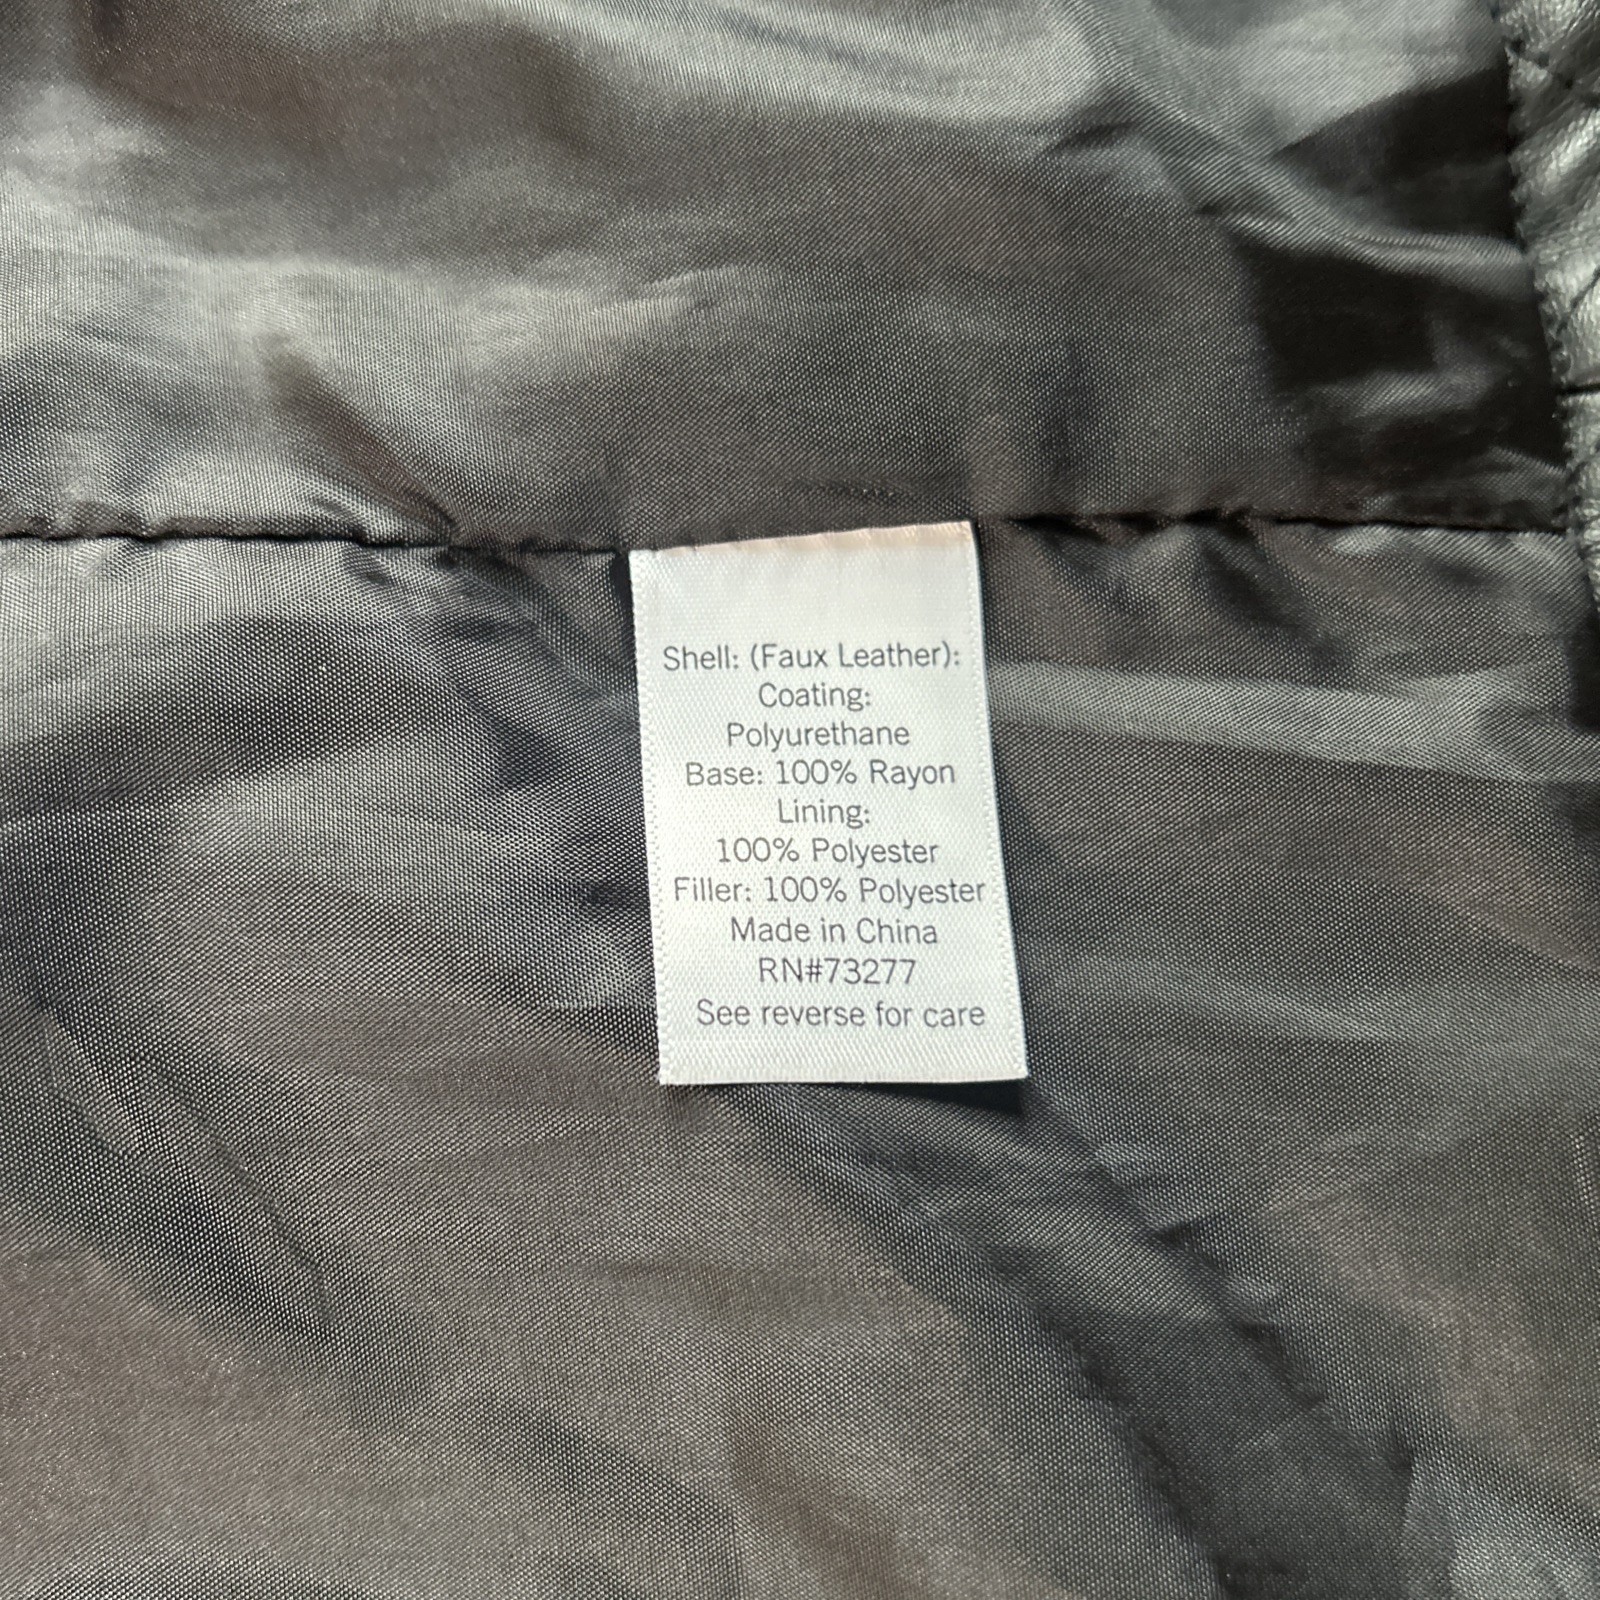 Shell: (Faux Leather):
Coating:
Polyurethane
Base: 100% Rayon
Lining:
100% Polyester
Filler: 100% Polyester
Made in China
RN#73277
See reverse for care